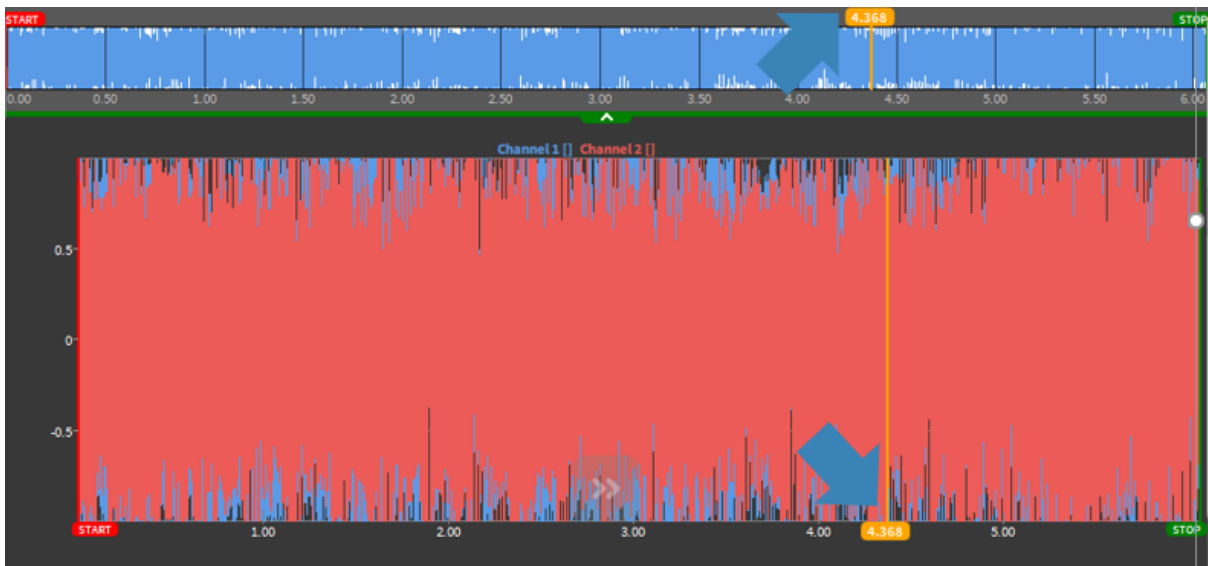 START 4.368 STOP
0.00 0.50 1.00 1.50 2.00 2.50 3.00 3.50 4.00 4.50 5.00 5.50 6.00
Channel 1 [] Channel 2 []
0.5
0
-0.5
START 1.00 2.00 3.00 4.00 4.368 5.00 STOP